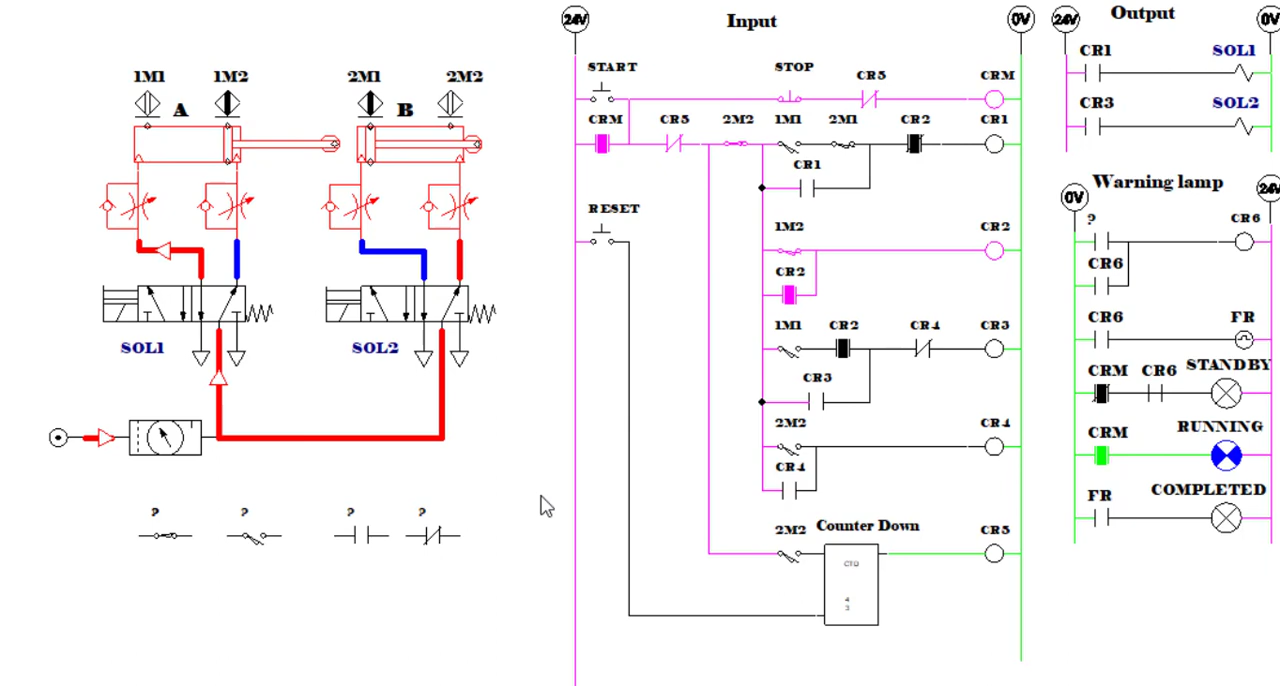 24V
Input
0V
24V
Output
0V
START
STOP
CR5
CRM
CR1
SOL1
CR3
SOL2
1M1
1M2
2M1
2M2
A
B
CRM
CR5
2M2
1M1
2M1
CR2
CR1
CR1
RESET
1M2
CR2
CR2
1M1
CR2
CR4
CR3
CR3
2M2
CR4
CR4
2M2
Counter Down
CR5
CTD
4
3
SOL1
SOL2
?
?
?
?
0V
Warning lamp
24V
?
CR6
CR6
CR6
FR
CRM
CR6
STANDBY
CRM
RUNNING
FR
COMPLETED